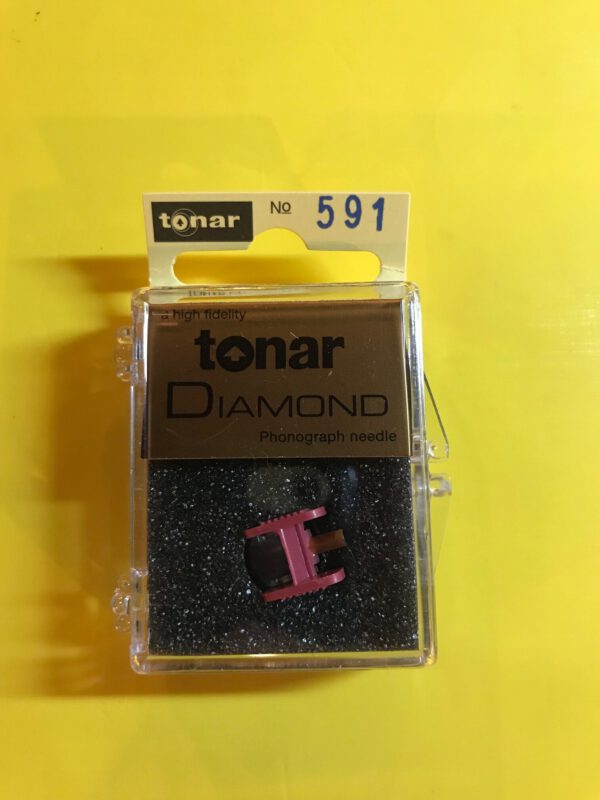 tonar № 591
a high fidelity
tonar
DIAMOND
Phonograph needle